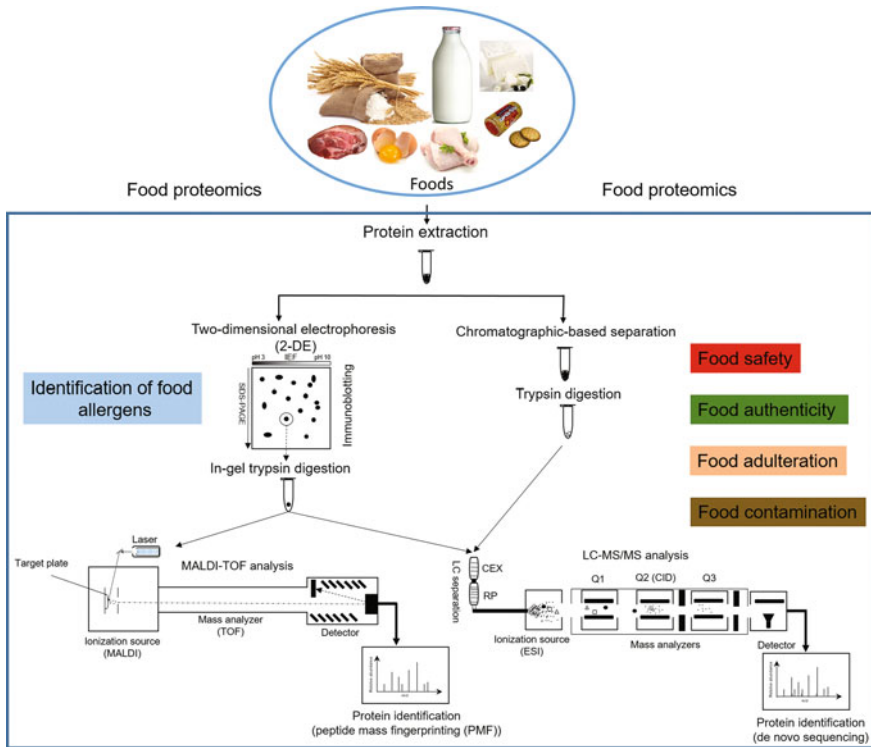 Foods
Food proteomics
Food proteomics
Protein extraction
Two-dimensional electrophoresis
(2-DE)
pH 3
IEF
pH 10
SDS-PAGE
Immunoblotting
In-gel trypsin digestion
Identification of food
allergens
Chromatographic-based separation
Trypsin digestion
Food safety
Food authenticity
Food adulteration
Food contamination
Laser
Target plate
MALDI-TOF analysis
Ionization source
(MALDI)
Mass analyzer
(TOF)
Detector
Relative abundance
m/z
Protein identification
(peptide mass fingerprinting (PMF))
LC separation
CEX
RP
LC-MS/MS analysis
Q1
Q2 (CID)
Q3
Ionization source
(ESI)
Mass analyzers
Detector
Relative abundance
m/z
Protein identification
(de novo sequencing)